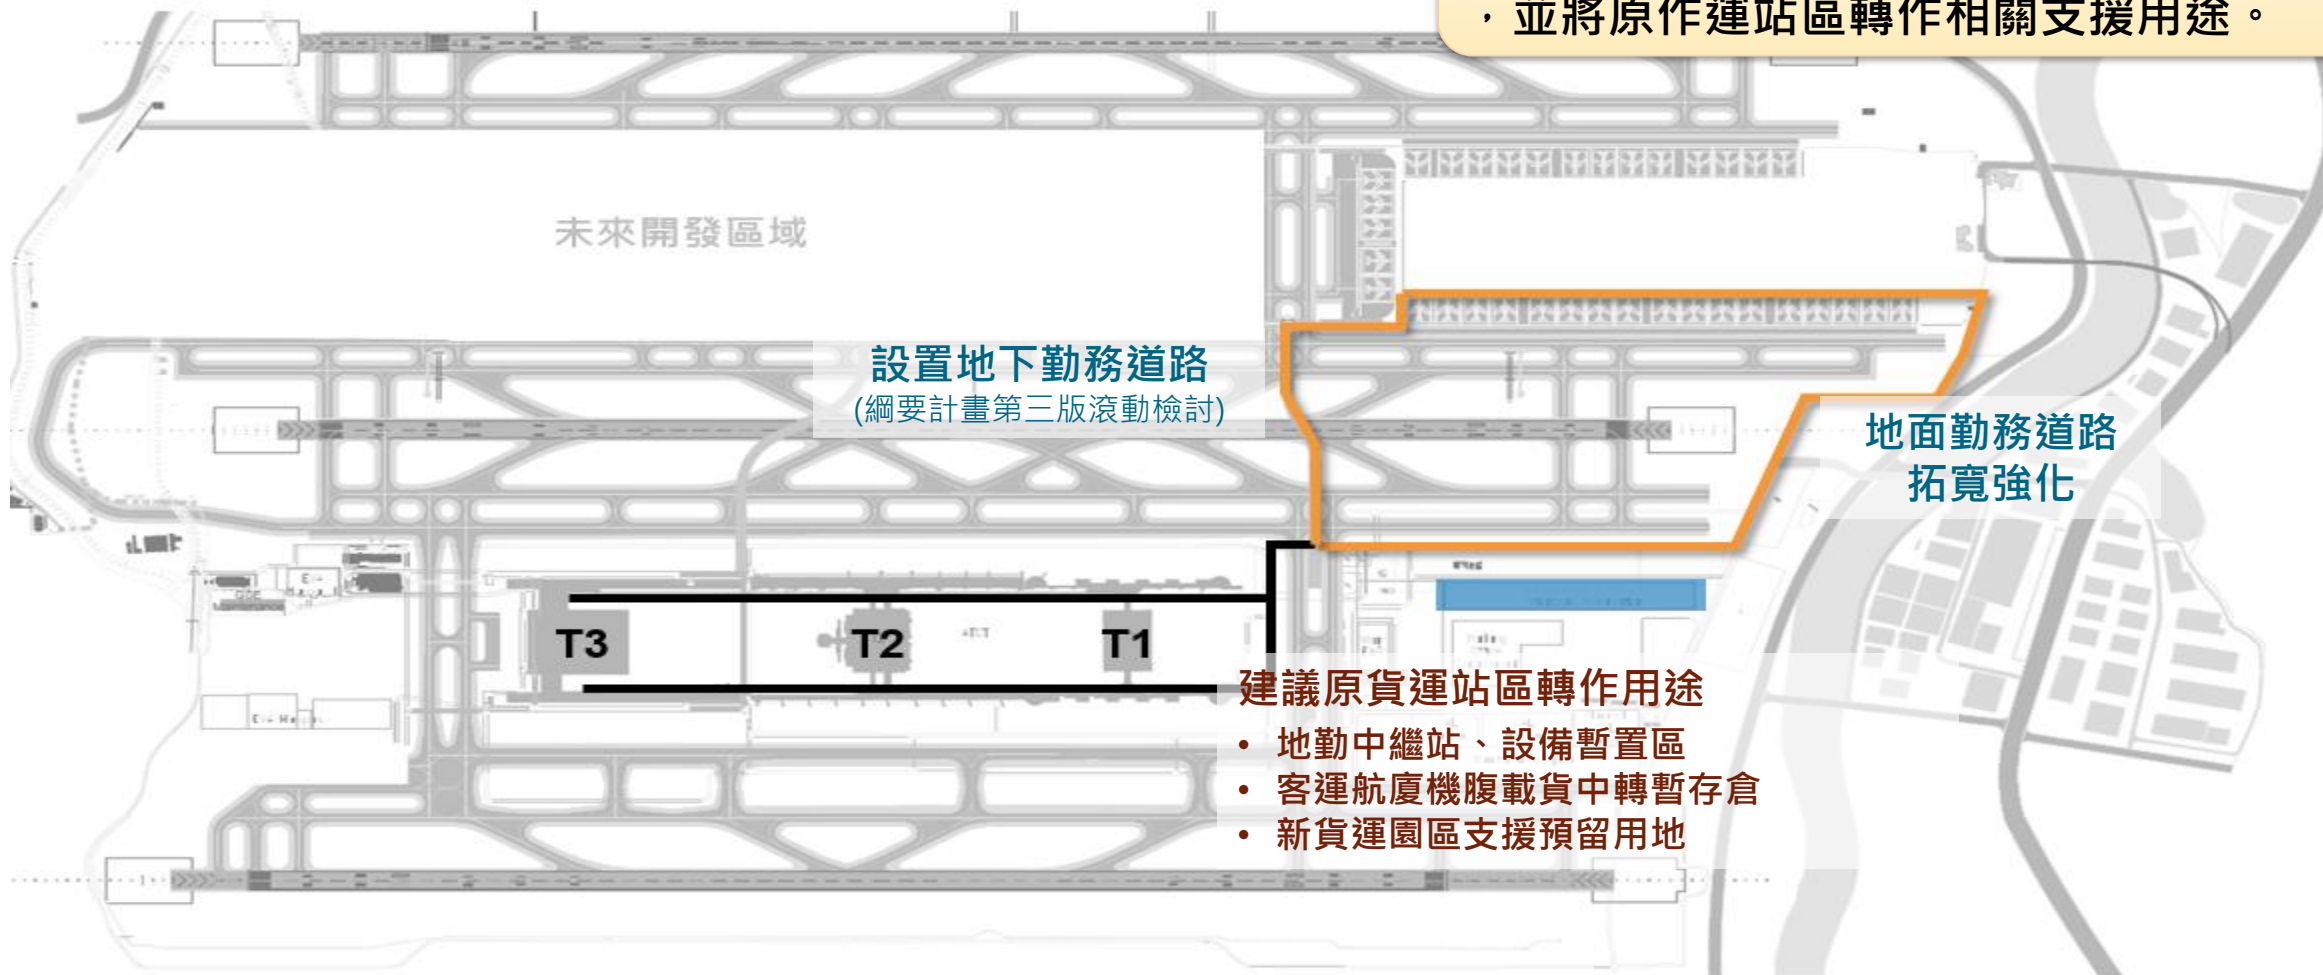 ，並將原作運站區轉作相關支援用途。
未來開發區域
設置地下勤務道路
(綱要計畫第三版滾動檢討)
地面勤務道路
拓寬強化
T3
T2
T1
建議原貨運站區轉作用途
• 地勤中繼站、設備暫置區
• 客運航廈機腹載貨中轉暫存倉
• 新貨運園區支援預留用地